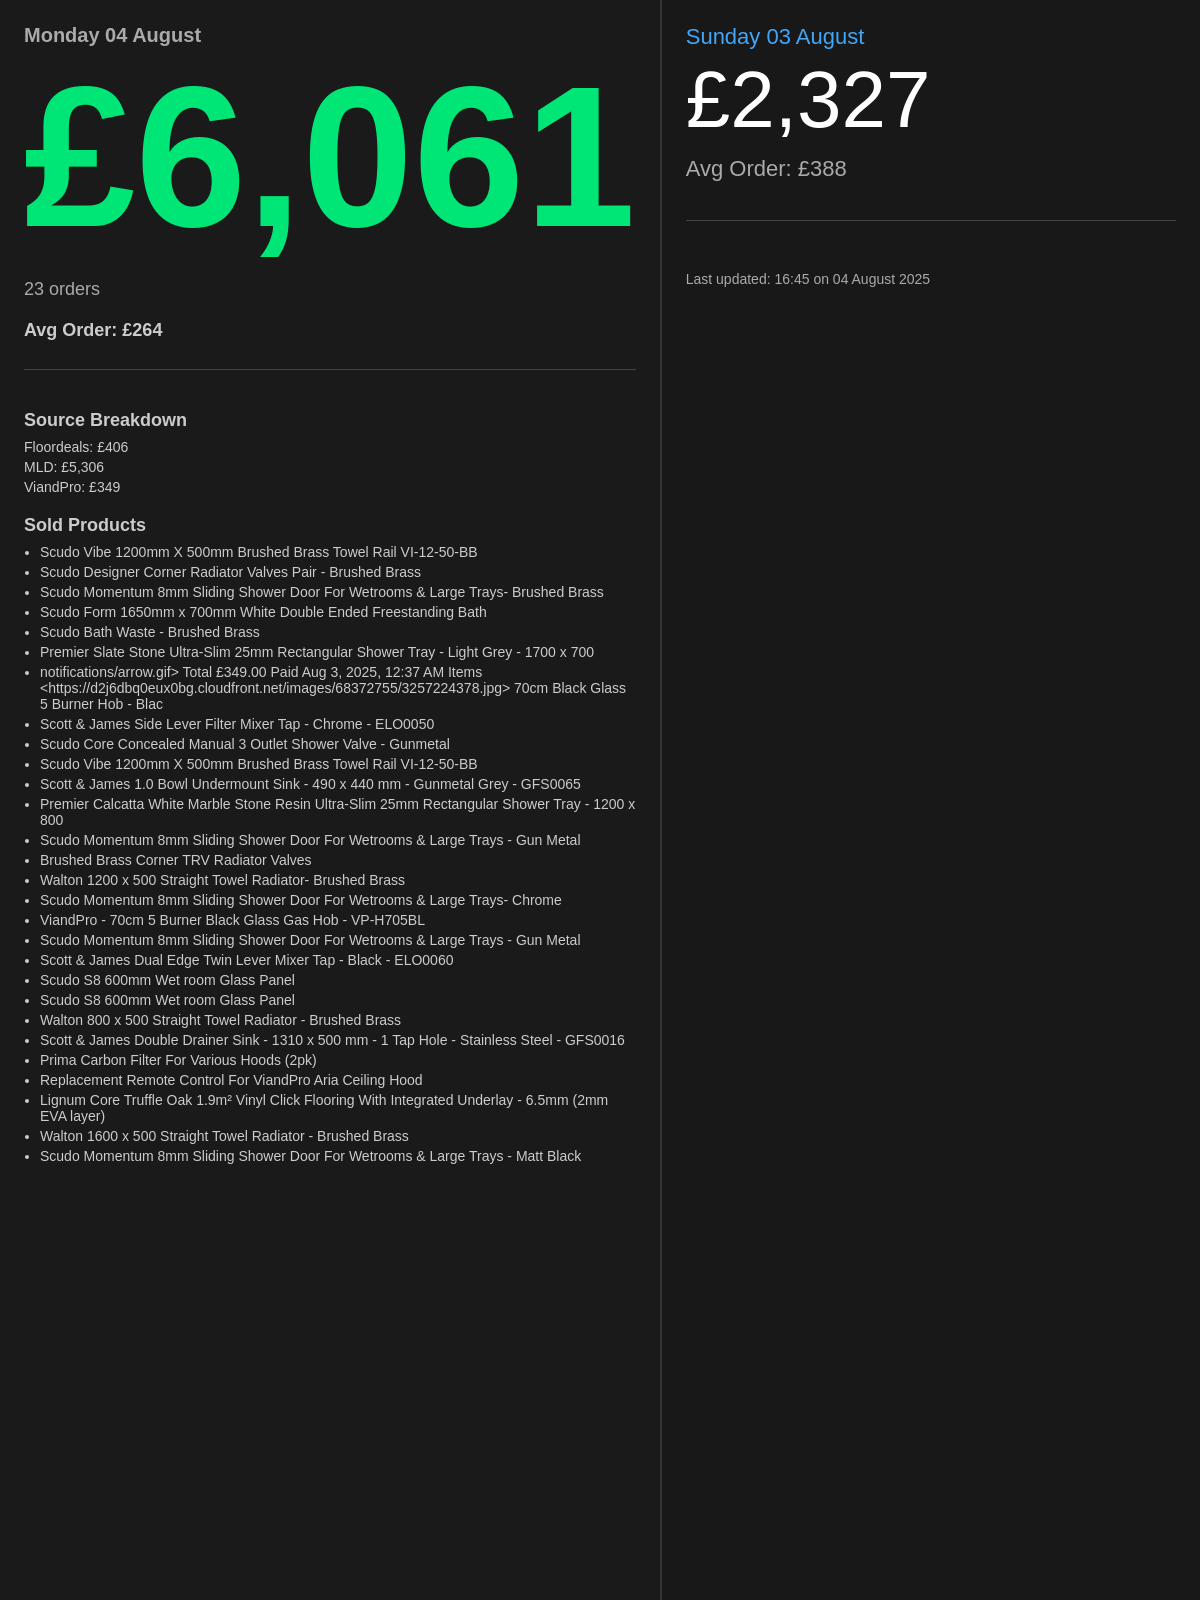 Monday 04 August
£6,061
23 orders
Avg Order: £264
Source Breakdown
Floordeals: £406
MLD: £5,306
ViandPro: £349
Sold Products
• Scudo Vibe 1200mm X 500mm Brushed Brass Towel Rail VI-12-50-BB
• Scudo Designer Corner Radiator Valves Pair - Brushed Brass
• Scudo Momentum 8mm Sliding Shower Door For Wetrooms & Large Trays- Brushed Brass
• Scudo Form 1650mm x 700mm White Double Ended Freestanding Bath
• Scudo Bath Waste - Brushed Brass
• Premier Slate Stone Ultra-Slim 25mm Rectangular Shower Tray - Light Grey - 1700 x 700
• notifications/arrow.gif> Total £349.00 Paid Aug 3, 2025, 12:37 AM Items
<https://d2j6dbq0eux0bg.cloudfront.net/images/68372755/3257224378.jpg> 70cm Black Glass
5 Burner Hob - Blac
• Scott & James Side Lever Filter Mixer Tap - Chrome - ELO0050
• Scudo Core Concealed Manual 3 Outlet Shower Valve - Gunmetal
• Scudo Vibe 1200mm X 500mm Brushed Brass Towel Rail VI-12-50-BB
• Scott & James 1.0 Bowl Undermount Sink - 490 x 440 mm - Gunmetal Grey - GFS0065
• Premier Calcatta White Marble Stone Resin Ultra-Slim 25mm Rectangular Shower Tray - 1200 x
800
• Scudo Momentum 8mm Sliding Shower Door For Wetrooms & Large Trays - Gun Metal
• Brushed Brass Corner TRV Radiator Valves
• Walton 1200 x 500 Straight Towel Radiator- Brushed Brass
• Scudo Momentum 8mm Sliding Shower Door For Wetrooms & Large Trays- Chrome
• ViandPro - 70cm 5 Burner Black Glass Gas Hob - VP-H705BL
• Scudo Momentum 8mm Sliding Shower Door For Wetrooms & Large Trays - Gun Metal
• Scott & James Dual Edge Twin Lever Mixer Tap - Black - ELO0060
• Scudo S8 600mm Wet room Glass Panel
• Scudo S8 600mm Wet room Glass Panel
• Walton 800 x 500 Straight Towel Radiator - Brushed Brass
• Scott & James Double Drainer Sink - 1310 x 500 mm - 1 Tap Hole - Stainless Steel - GFS0016
• Prima Carbon Filter For Various Hoods (2pk)
• Replacement Remote Control For ViandPro Aria Ceiling Hood
• Lignum Core Truffle Oak 1.9m² Vinyl Click Flooring With Integrated Underlay - 6.5mm (2mm
EVA layer)
• Walton 1600 x 500 Straight Towel Radiator - Brushed Brass
• Scudo Momentum 8mm Sliding Shower Door For Wetrooms & Large Trays - Matt Black
Sunday 03 August
£2,327
Avg Order: £388
Last updated: 16:45 on 04 August 2025